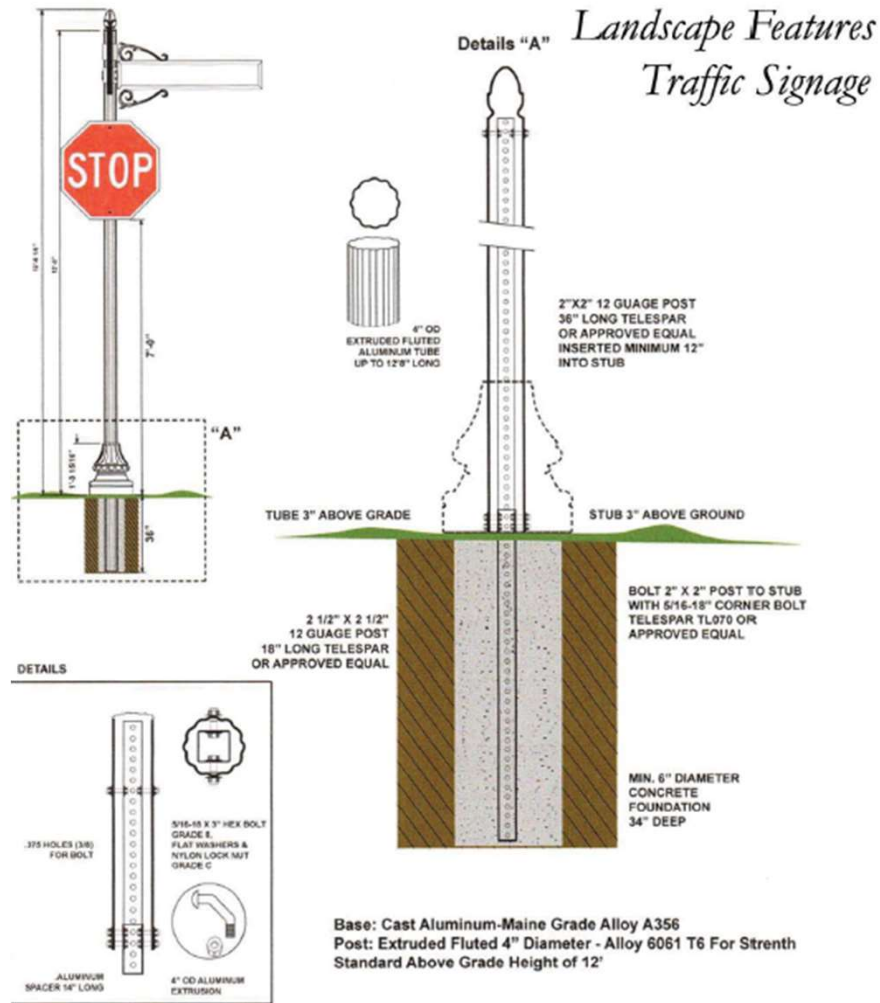 Landscape Features
Traffic Signage
Details "A"
STOP
12'-0"
7'-0"
1'-3 15/16"
36"
"A"
4" OD
EXTRUDED FLUTED
ALUMINUM TUBE
UP TO 12'8" LONG
2"X2" 12 GUAGE POST
36" LONG TELESPAR
OR APPROVED EQUAL
INSERTED MINIMUM 12"
INTO STUB
TUBE 3" ABOVE GRADE
STUB 3" ABOVE GROUND
2 1/2" X 2 1/2"
12 GUAGE POST
18" LONG TELESPAR
OR APPROVED EQUAL
BOLT 2" X 2" POST TO STUB
WITH 5/16-18" CORNER BOLT
TELESPAR TL070 OR
APPROVED EQUAL
MIN. 6" DIAMETER
CONCRETE
FOUNDATION
34" DEEP
DETAILS
.375 HOLES (3/8)
FOR BOLT
5/16-18 X 3" HEX BOLT
GRADE 8,
FLAT WASHERS &
NYLON LOCK NUT
GRADE C
.ALUMINUM
SPACER 14" LONG
4" OD ALUMINUM
EXTRUSION
Base: Cast Aluminum-Maine Grade Alloy A356
Post: Extruded Fluted 4" Diameter - Alloy 6061 T6 For Strenth
Standard Above Grade Height of 12'